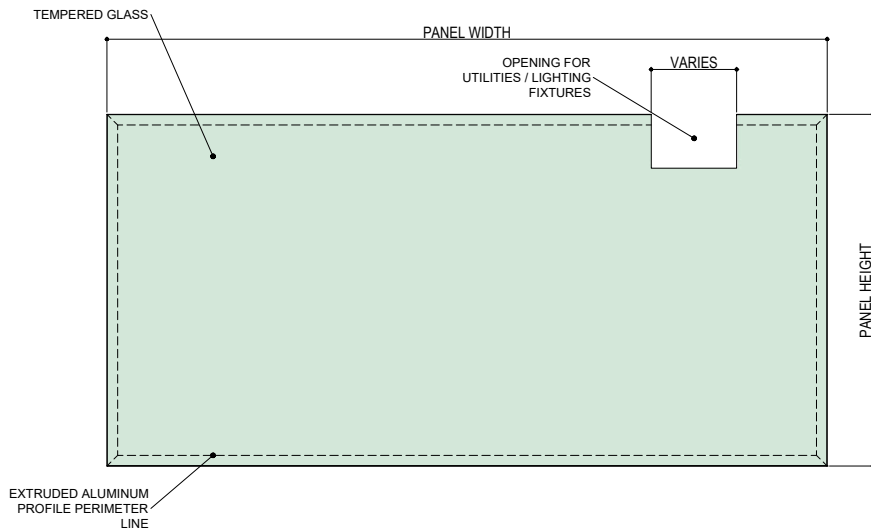 TEMPERED GLASS
PANEL WIDTH
OPENING FOR
UTILITIES / LIGHTING
FIXTURES
VARIES
PANEL HEIGHT
EXTRUDED ALUMINUM
PROFILE PERIMETER
LINE